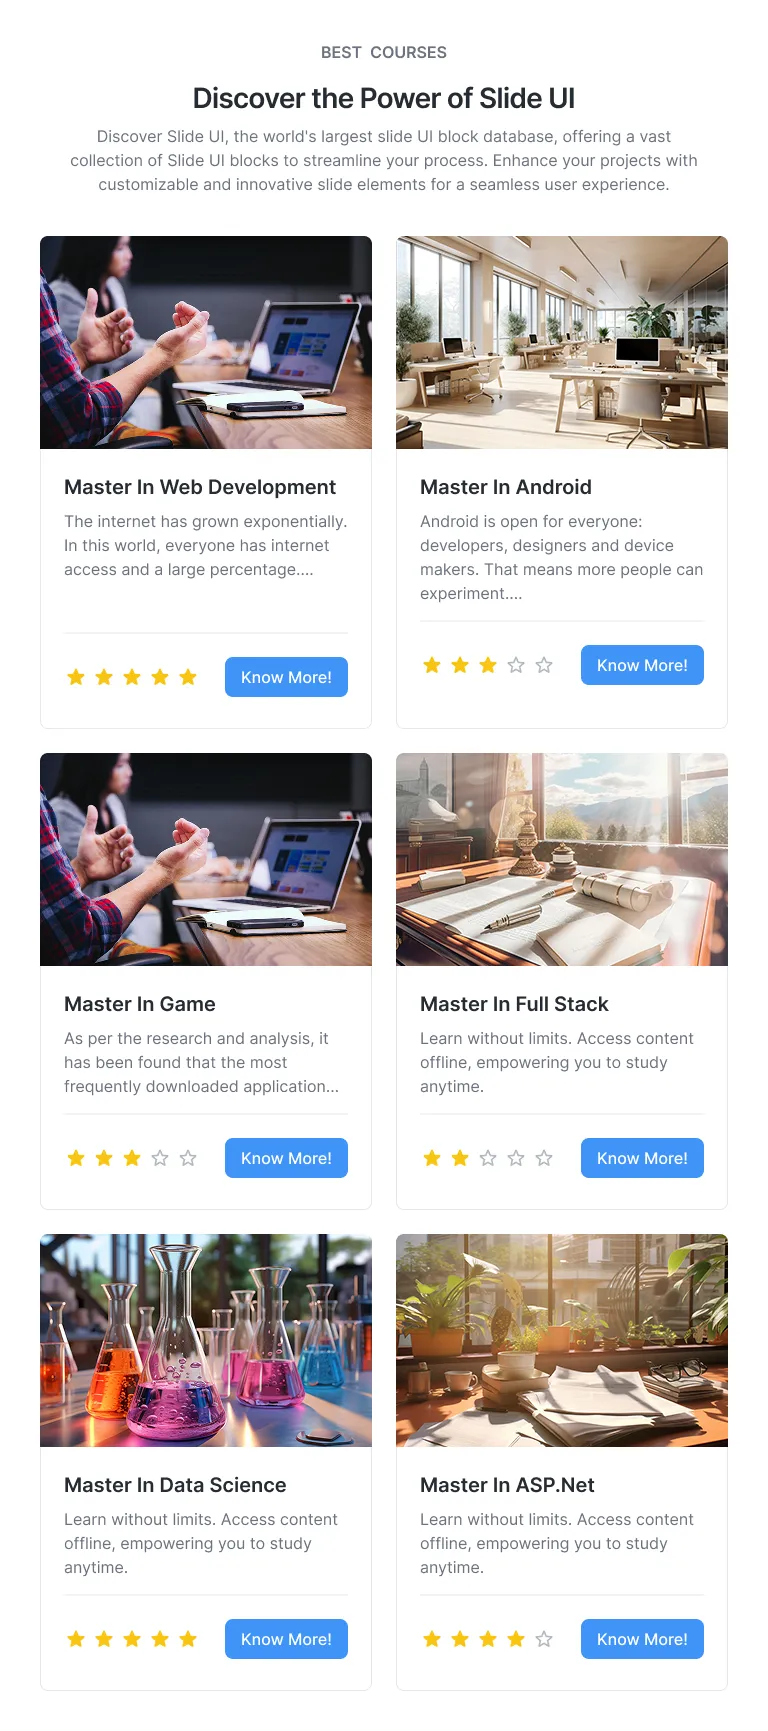 BEST COURSES
Discover the Power of Slide UI
Discover Slide UI, the world's largest slide UI block database, offering a vast
collection of Slide UI blocks to streamline your process. Enhance your projects with
customizable and innovative slide elements for a seamless user experience.
Master In Web Development
The internet has grown exponentially.
In this world, everyone has internet
access and a large percentage....
Know More!
Master In Android
Android is open for everyone:
developers, designers and device
makers. That means more people can
experiment....
Know More!
Master In Game
As per the research and analysis, it
has been found that the most
frequently downloaded application...
Know More!
Master In Full Stack
Learn without limits. Access content
offline, empowering you to study
anytime.
Know More!
Master In Data Science
Learn without limits. Access content
offline, empowering you to study
anytime.
Know More!
Master In ASP.Net
Learn without limits. Access content
offline, empowering you to study
anytime.
Know More!